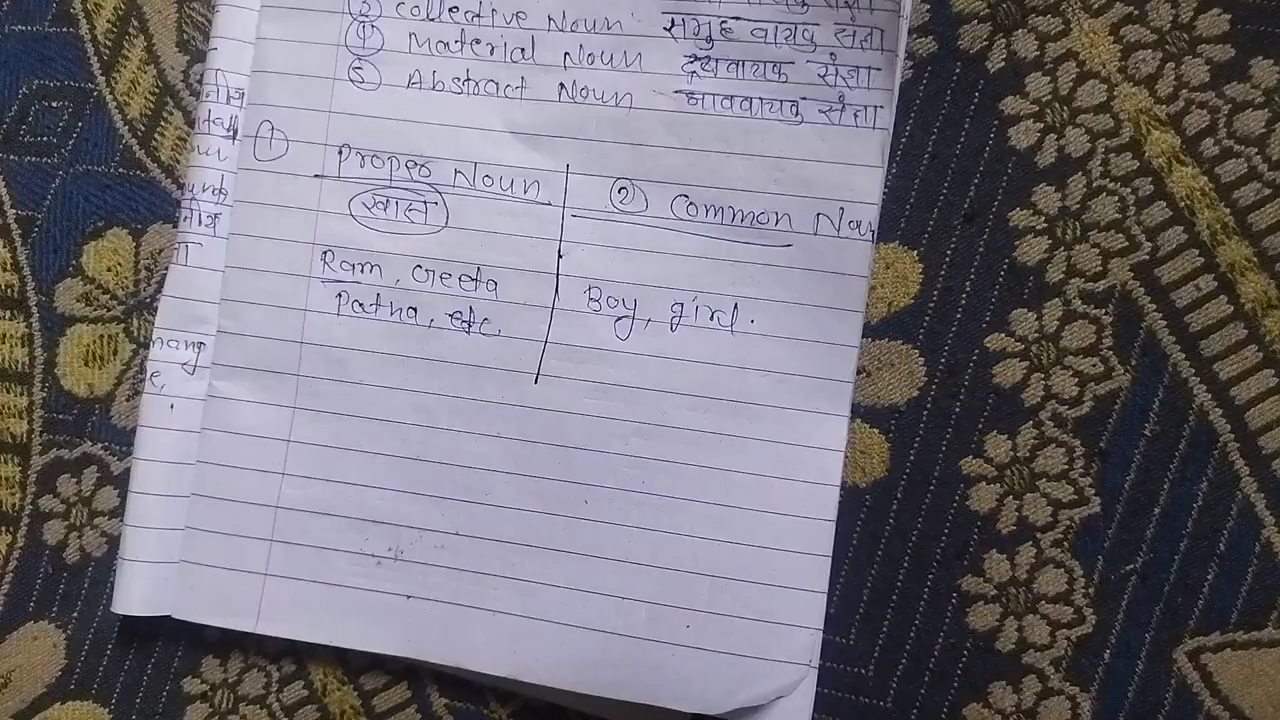 ③ Collective Noun समुह वाचक संज्ञा
④ Material Noun द्रव्यवाचक संज्ञा
⑤ Abstract Noun भाववाचक संज्ञा
① Proper Noun
② Common Noun
खास
Ram, Geeta
Patna, etc.
Boy, girl.